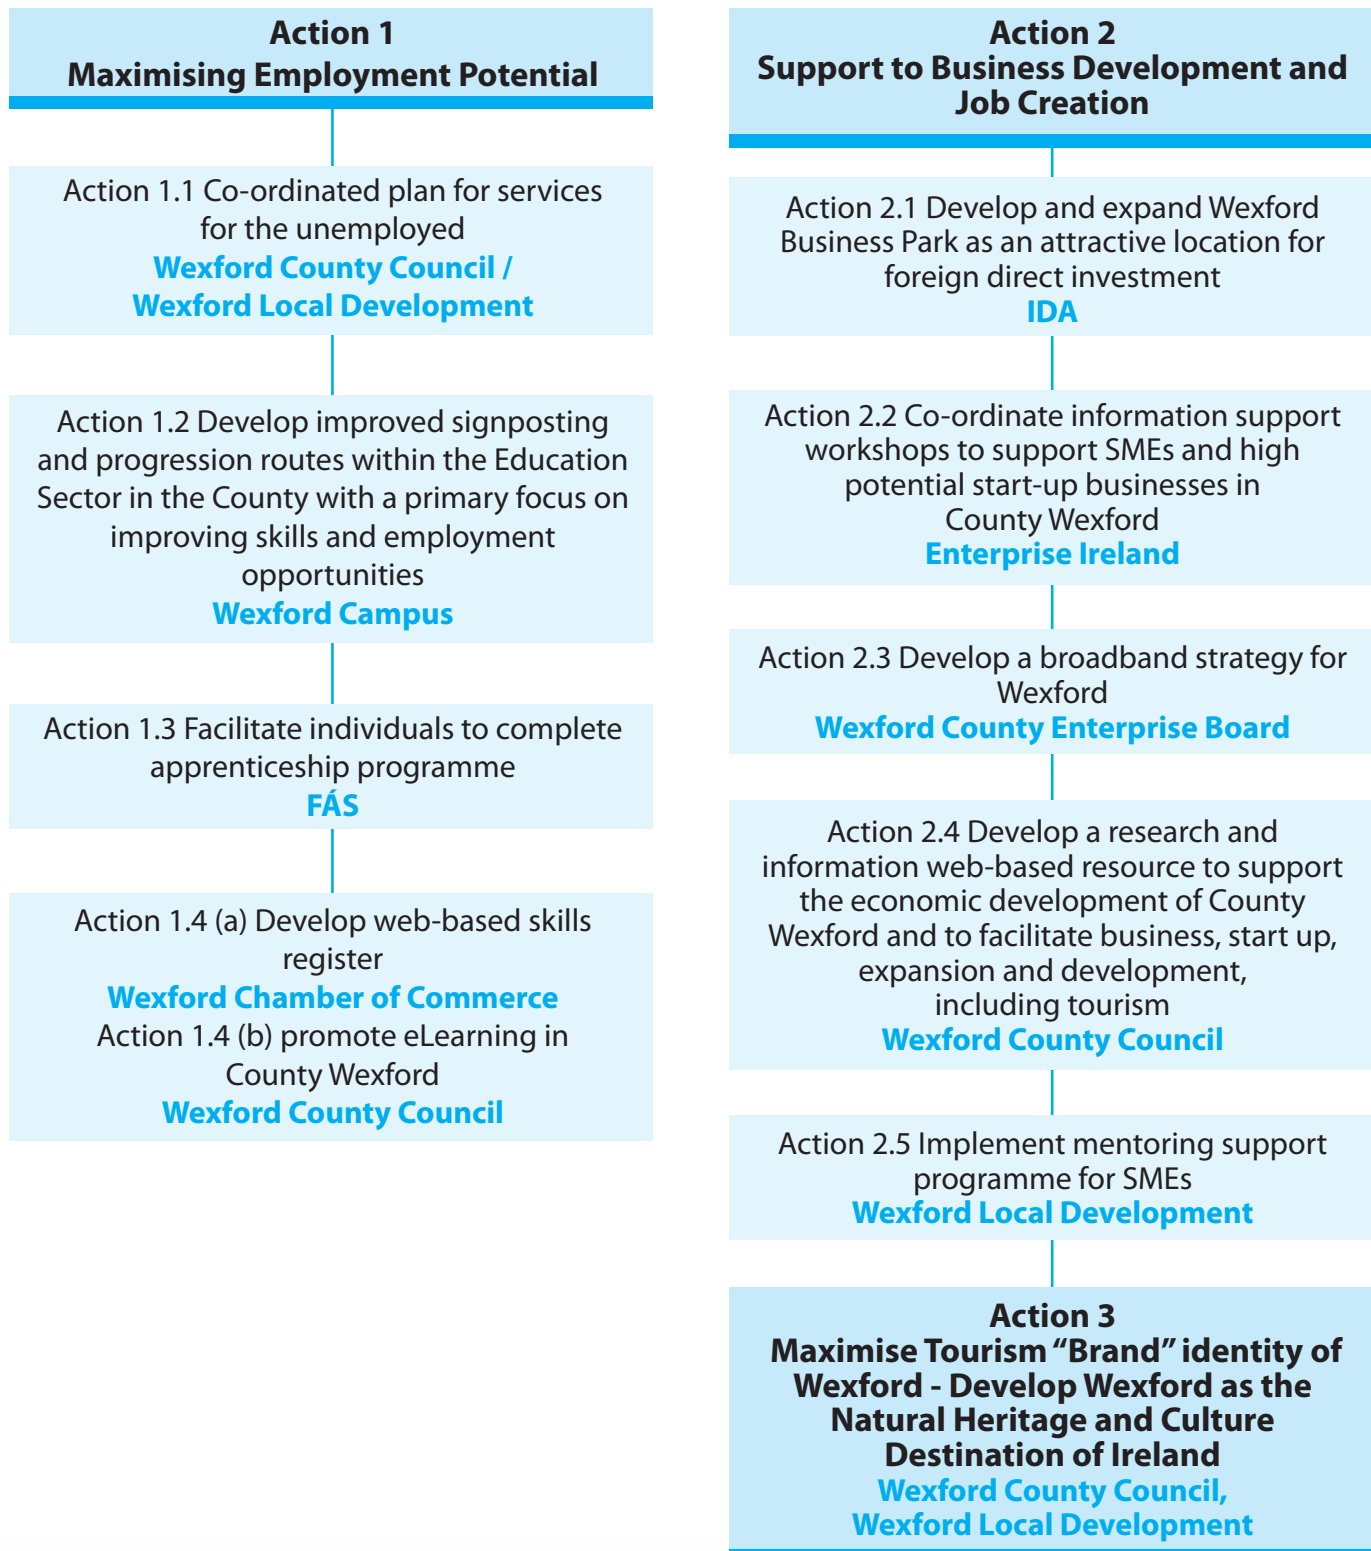 Action 1
Maximising Employment Potential
Action 1.1 Co-ordinated plan for services
for the unemployed
Wexford County Council /
Wexford Local Development
Action 1.2 Develop improved signposting
and progression routes within the Education
Sector in the County with a primary focus on
improving skills and employment
opportunities
Wexford Campus
Action 1.3 Facilitate individuals to complete
apprenticeship programme
FÁS
Action 1.4 (a) Develop web-based skills
register
Wexford Chamber of Commerce
Action 1.4 (b) promote eLearning in
County Wexford
Wexford County Council
Action 2
Support to Business Development and
Job Creation
Action 2.1 Develop and expand Wexford
Business Park as an attractive location for
foreign direct investment
IDA
Action 2.2 Co-ordinate information support
workshops to support SMEs and high
potential start-up businesses in
County Wexford
Enterprise Ireland
Action 2.3 Develop a broadband strategy for
Wexford
Wexford County Enterprise Board
Action 2.4 Develop a research and
information web-based resource to support
the economic development of County
Wexford and to facilitate business, start up,
expansion and development,
including tourism
Wexford County Council
Action 2.5 Implement mentoring support
programme for SMEs
Wexford Local Development
Action 3
Maximise Tourism “Brand” identity of
Wexford - Develop Wexford as the
Natural Heritage and Culture
Destination of Ireland
Wexford County Council,
Wexford Local Development